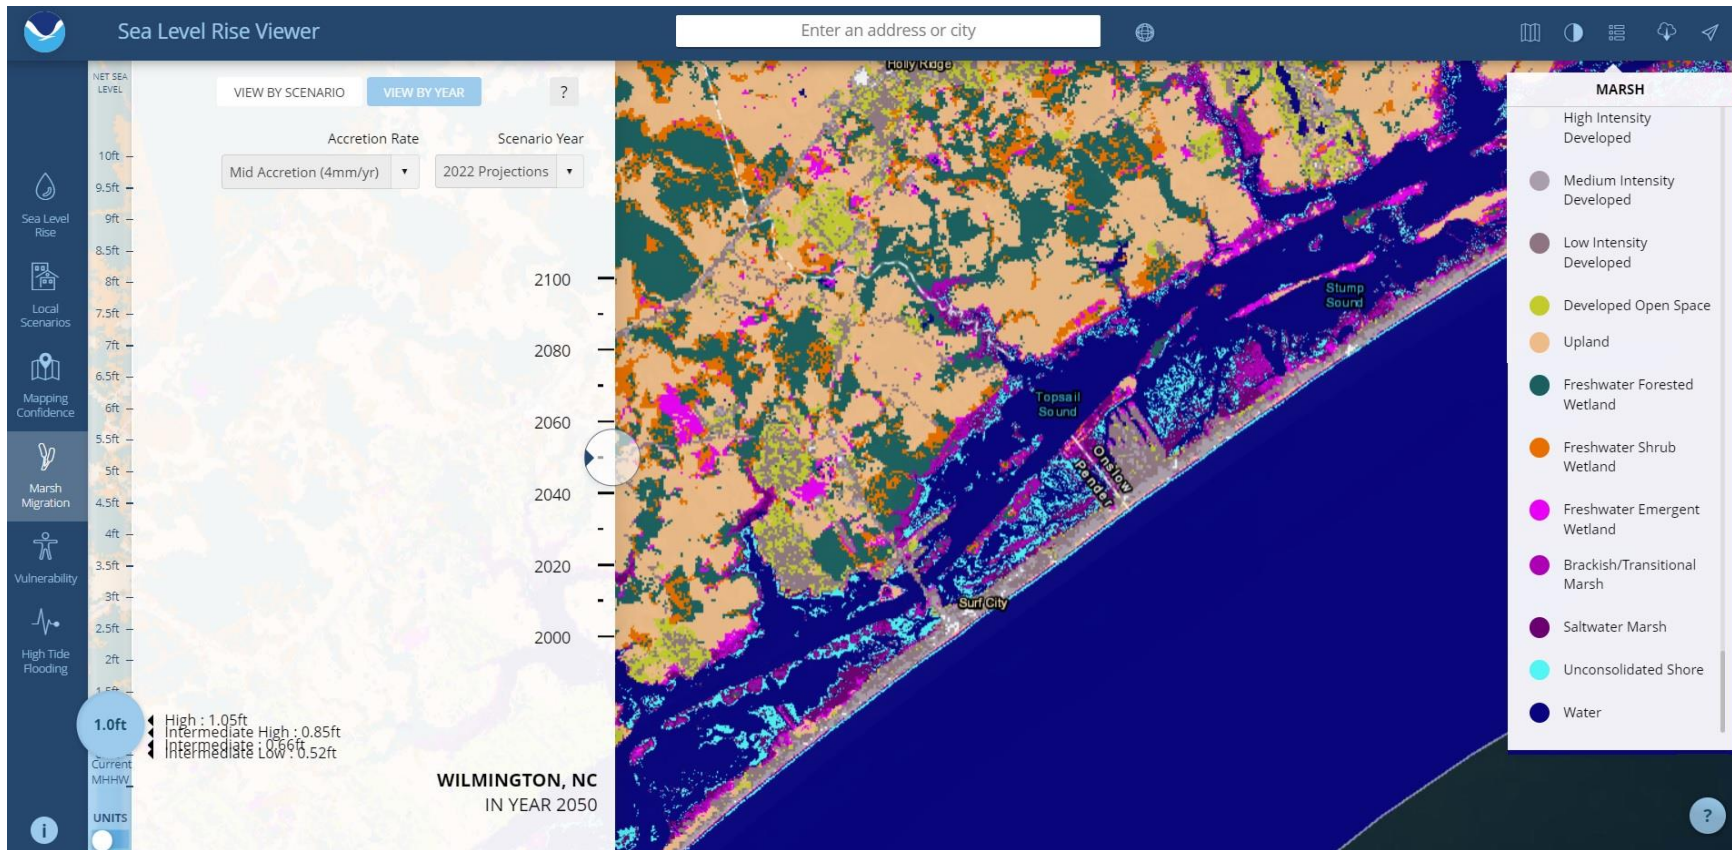 Sea Level Rise Viewer
Enter an address or city
NET SEA
LEVEL
10ft
9.5ft
9ft
8.5ft
8ft
7.5ft
7ft
6.5ft
6ft
5.5ft
5ft
4.5ft
4ft
3.5ft
3ft
2.5ft
2ft
1.5ft
1.0ft
Current
MHHW
UNITS
Sea Level
Rise
Local
Scenarios
Mapping
Confidence
Marsh
Migration
Vulnerability
High Tide
Flooding
i
VIEW BY SCENARIO
VIEW BY YEAR
?
Accretion Rate
Scenario Year
Mid Accretion (4mm/yr)
2022 Projections
2100
2080
2060
2040
2020
2000
High : 1.05ft
Intermediate High : 0.85ft
Intermediate : 0.66ft
Intermediate Low : 0.52ft
WILMINGTON, NC
IN YEAR 2050
Holly Ridge
Stump
Sound
Topsail
Sound
Onslow
Pender
Surf City
MARSH
High Intensity
Developed
Medium Intensity
Developed
Low Intensity
Developed
Developed Open Space
Upland
Freshwater Forested
Wetland
Freshwater Shrub
Wetland
Freshwater Emergent
Wetland
Brackish/Transitional
Marsh
Saltwater Marsh
Unconsolidated Shore
Water
?